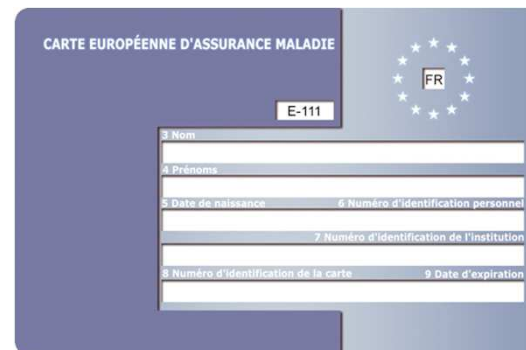 CARTE EUROPÉENNE D'ASSURANCE MALADIE
FR
E-111
3 Nom
4 Prénoms
5 Date de naissance 6 Numéro d'identification personnel
7 Numéro d'identification de l'institution
8 Numéro d'identification de la carte 9 Date d'expiration